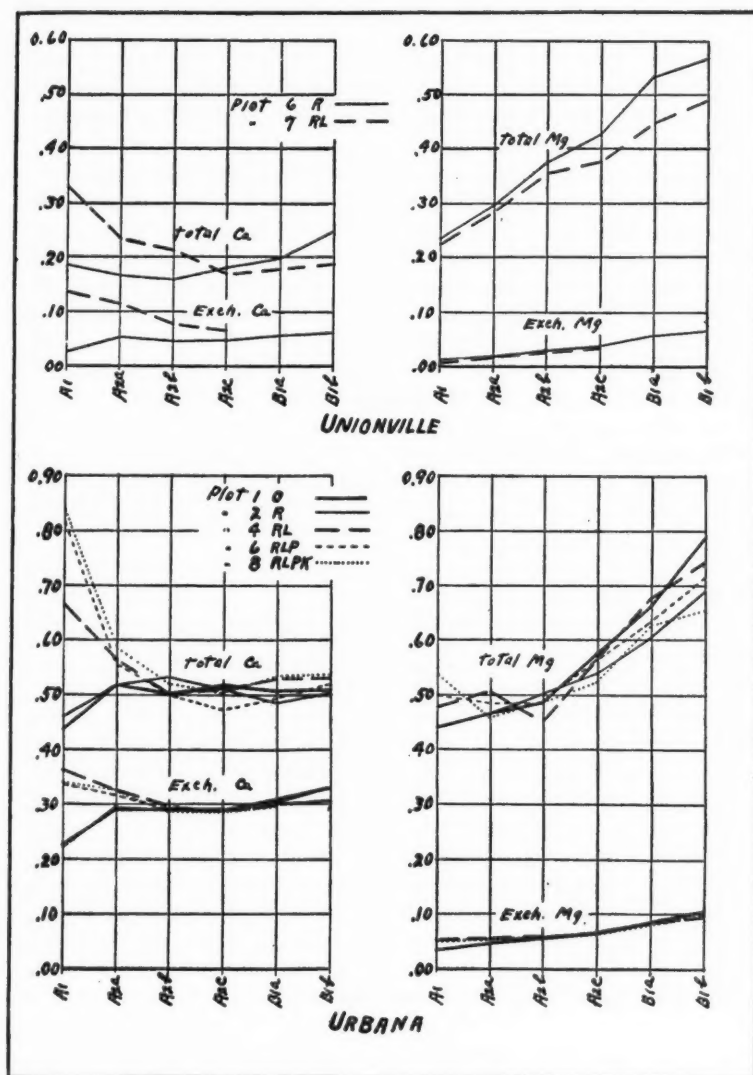 0.60
.50
.40
.30
.20
.10
.00
Plot 6 R
" 7 RL
Total Ca
Exch. Ca
A1
A2a
A2b
A2c
B1a
B1b
0.60
.50
.40
.30
.20
.10
.00
Total Mg
Exch. Mg
A1
A2a
A2b
A2c
B1a
B1b
UNIONVILLE
0.90
.80
.70
.60
.50
.40
.30
.20
.10
.00
Plot 1 O
" 2 R
" 4 RL
" 6 RLP
" 8 RLPK
Total Ca
Exch. Ca
A1
A2a
A2b
A2c
B1a
B1b
0.90
.80
.70
.60
.50
.40
.30
.20
.10
.00
Total Mg
Exch. Mg
A1
A2a
A2b
A2c
B1a
B1b
URBANA